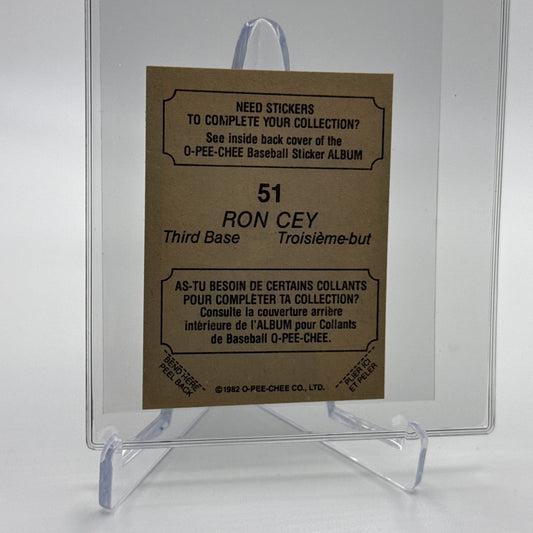 NEED STICKERS
TO COMPLETE YOUR COLLECTION?
See inside back cover of the
O-PEE-CHEE Baseball Sticker ALBUM
51
RON CEY
Third Base Troisième-but
AS-TU BESOIN DE CERTAINS COLLANTS
POUR COMPLÉTER TA COLLECTION?
Consulte la couverture arrière
intérieure de l'ALBUM pour Collants
de Baseball O-PEE-CHEE.
BEND HERE
PEEL BACK
PLIER ICI
ET PELER
©1982 O-PEE-CHEE CO., LTD.